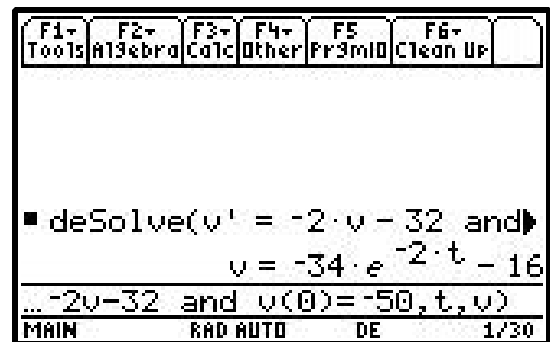 F1▾ F2▾ F3▾ F4▾ F5 F6▾
Tools Algebra Calc Other PrgmIO Clean Up
▪ deSolve(v' = ⁻2·v − 32 and▶
v = ⁻34·e^(⁻2·t) − 16
...⁻2v−32 and v(0)=⁻50,t,v)
MAIN RAD AUTO DE 1/30